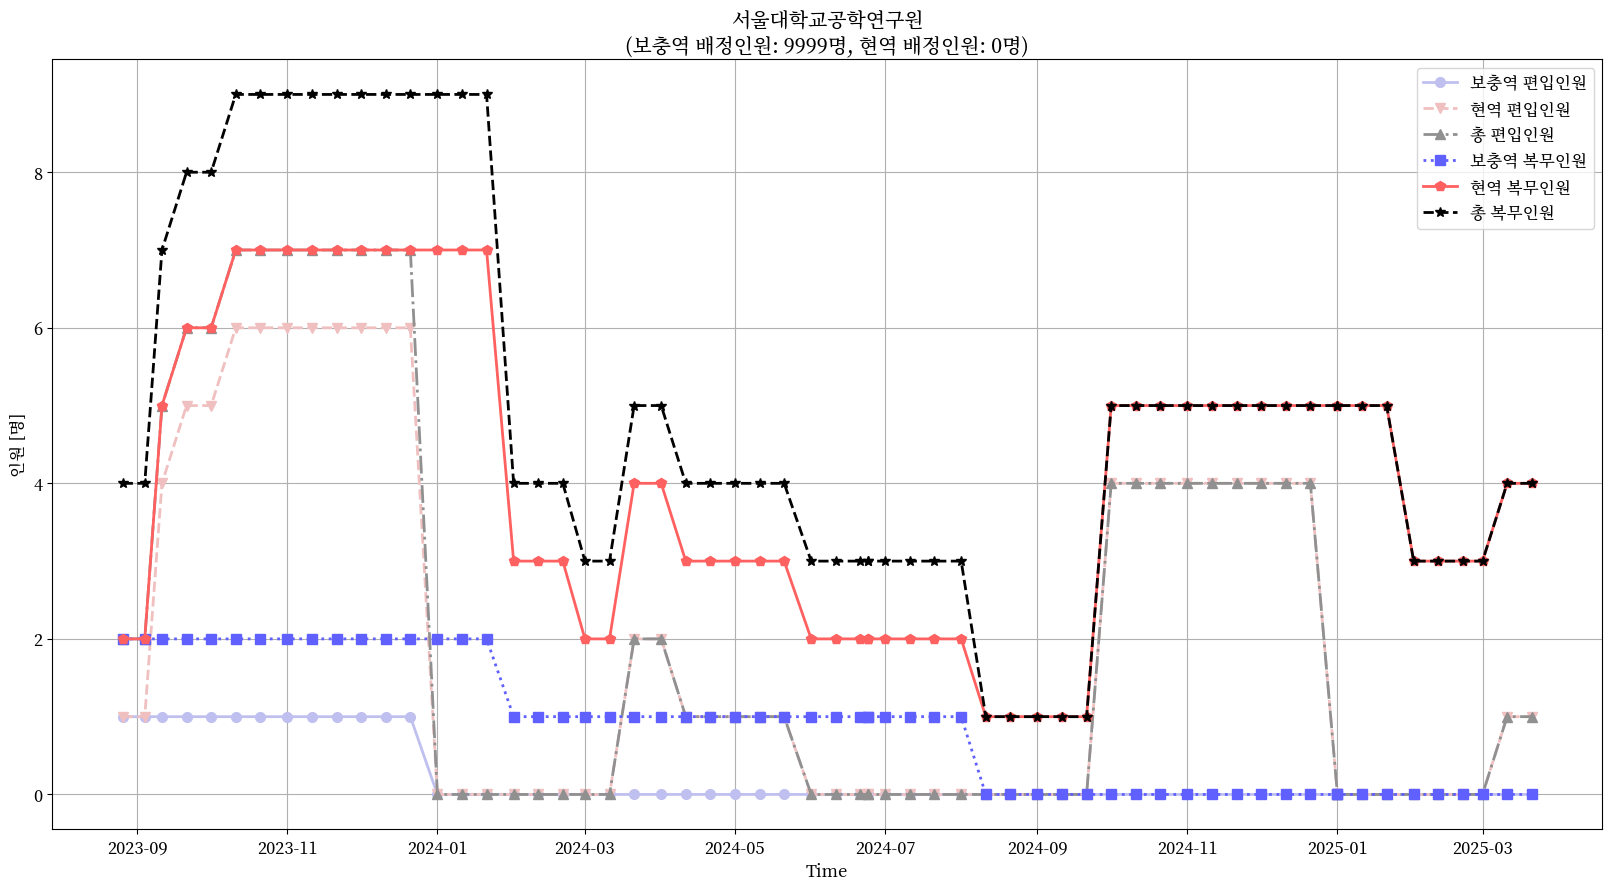 서울대학교공학연구원
(보충역 배정인원: 9999명, 현역 배정인원: 0명)
보충역 편입인원
현역 편입인원
총 편입인원
보충역 복무인원
현역 복무인원
총 복무인원
인원 [명]
8
6
4
2
0
2023-09
2023-11
2024-01
2024-03
2024-05
2024-07
2024-09
2024-11
2025-01
2025-03
Time